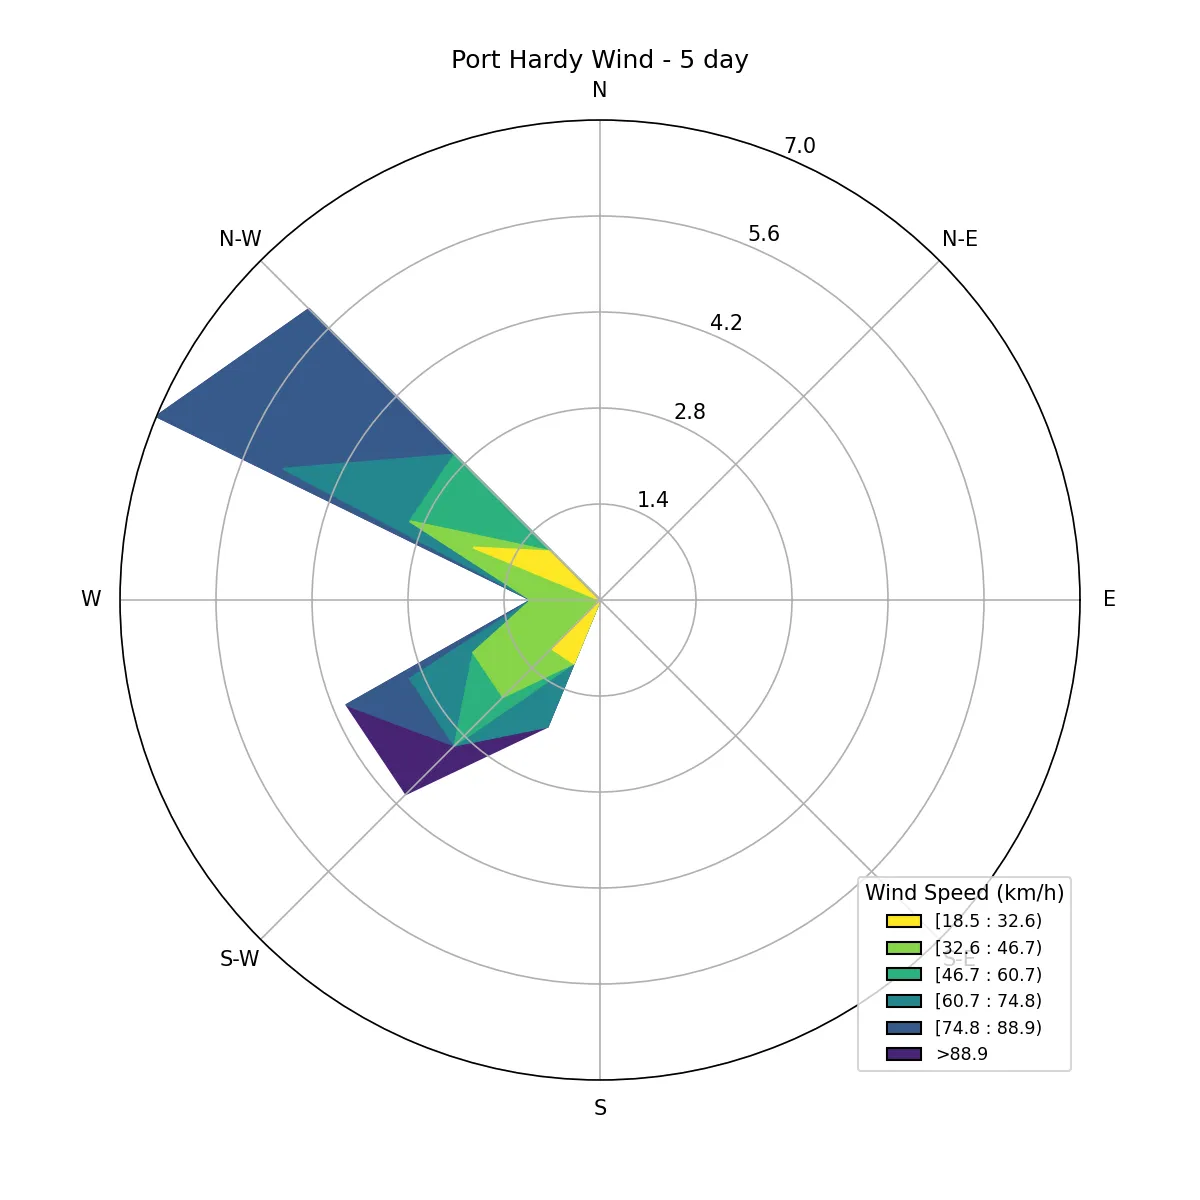 Port Hardy Wind - 5 day
N
7.0
5.6
N-W
N-E
4.2
2.8
1.4
W
E
S-W
S-E
S
Wind Speed (km/h)
[18.5 : 32.6)
[32.6 : 46.7)
[46.7 : 60.7)
[60.7 : 74.8)
[74.8 : 88.9)
>88.9